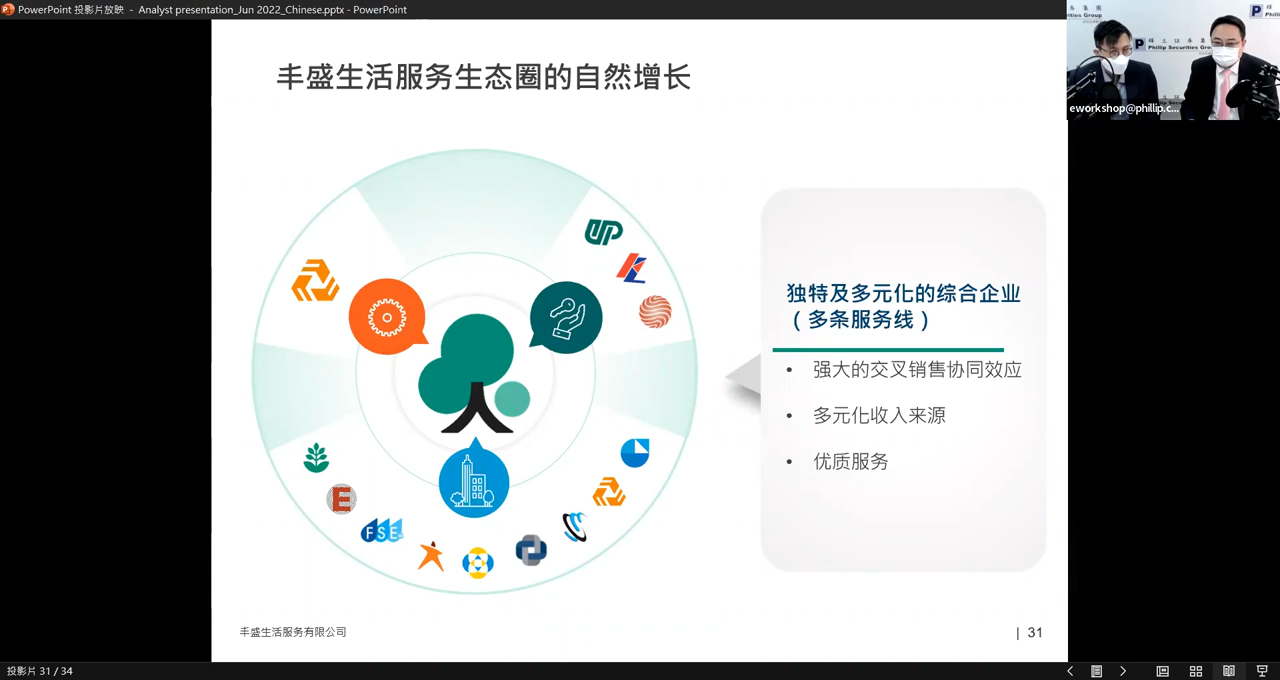 PowerPoint 投影片放映 - Analyst presentation_Jun 2022_Chinese.pptx - PowerPoint
丰盛生活服务生态圈的自然增长
Phillip Securities Gro
eworkshop@phillip.c...
UP
E
FSE
独特及多元化的综合企业
（多条服务线）
• 强大的交叉销售协同效应
• 多元化收入来源
• 优质服务
丰盛生活服务有限公司
| 31
投影片 31 / 34